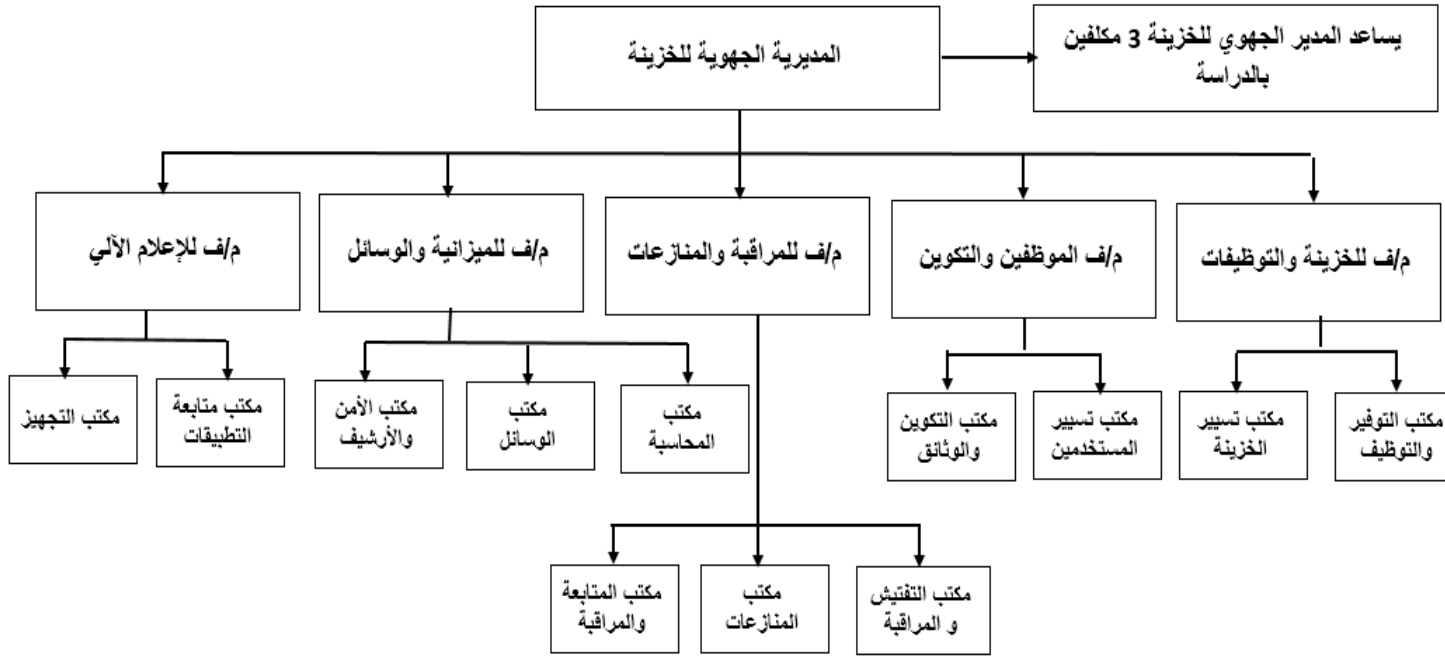 المديرية الجهوية للخزينة
يساعد المدير الجهوي للخزينة 3 مكلفين
بالدراسة
م/ف للخزينة والتوظيفات
م/ف الموظفين والتكوين
م/ف للمراقبة والمنازعات
م/ف للميزانية والوسائل
م/ف للإعلام الآلي
مكتب التوفير
والتوظيف
مكتب تسيير
الخزينة
مكتب تسيير
المستخدمين
مكتب التكوين
والوثائق
مكتب
المحاسبة
مكتب
الوسائل
مكتب الأمن
والأرشيف
مكتب متابعة
التطبيقات
مكتب التجهيز
مكتب التفتيش
و المراقبة
مكتب
المنازعات
مكتب المتابعة
والمراقبة